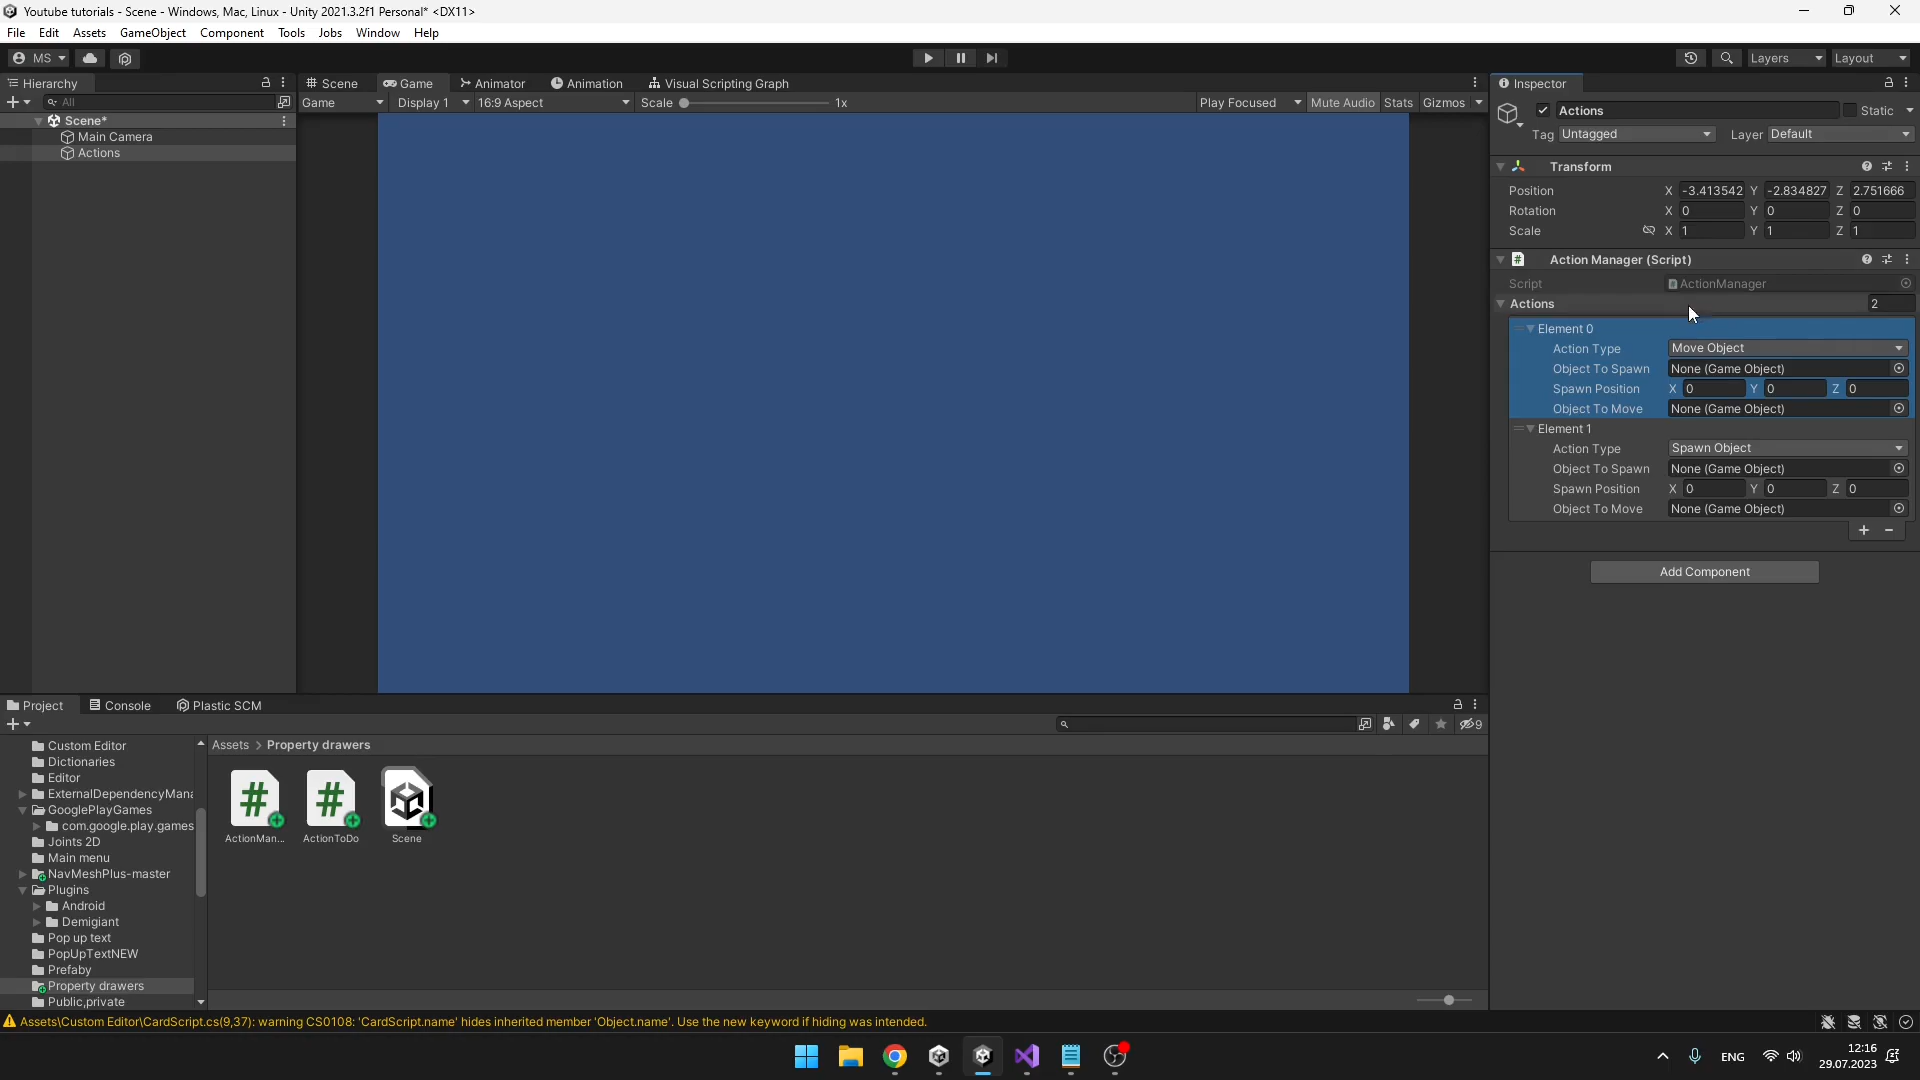 Youtube tutorials - Scene - Windows, Mac, Linux - Unity 2021.3.2f1 Personal* <DX11>
File Edit Assets GameObject Component Tools Jobs Window Help
MS Layers Layout
Hierarchy
All
Scene*
Main Camera
Actions
Scene Game Animator Animation Visual Scripting Graph
Game Display 1 16:9 Aspect Scale 1x Play Focused Mute Audio Stats Gizmos
Inspector
Actions Static
Tag Untagged Layer Default
Transform
Position X -3.413542 Y -2.834827 Z 2.751666
Rotation X 0 Y 0 Z 0
Scale X 1 Y 1 Z 1
# Action Manager (Script)
Script ActionManager
Actions 2
Element 0
Action Type Move Object
Object To Spawn None (Game Object)
Spawn Position X 0 Y 0 Z 0
Object To Move None (Game Object)
Element 1
Action Type Spawn Object
Object To Spawn None (Game Object)
Spawn Position X 0 Y 0 Z 0
Object To Move None (Game Object)
+ −
Add Component
Project Console Plastic SCM
9
Custom Editor
Dictionaries
Editor
ExternalDependencyMana
GooglePlayGames
com.google.play.games
Joints 2D
Main menu
NavMeshPlus-master
Plugins
Android
Demigiant
Pop up text
PopUpTextNEW
Prefaby
Property drawers
Public,private
Assets > Property drawers
# #
ActionMan... ActionToDo Scene
Assets\Custom Editor\CardScript.cs(9,37): warning CS0108: 'CardScript.name' hides inherited member 'Object.name'. Use the new keyword if hiding was intended.
ENG
12:16
29.07.2023